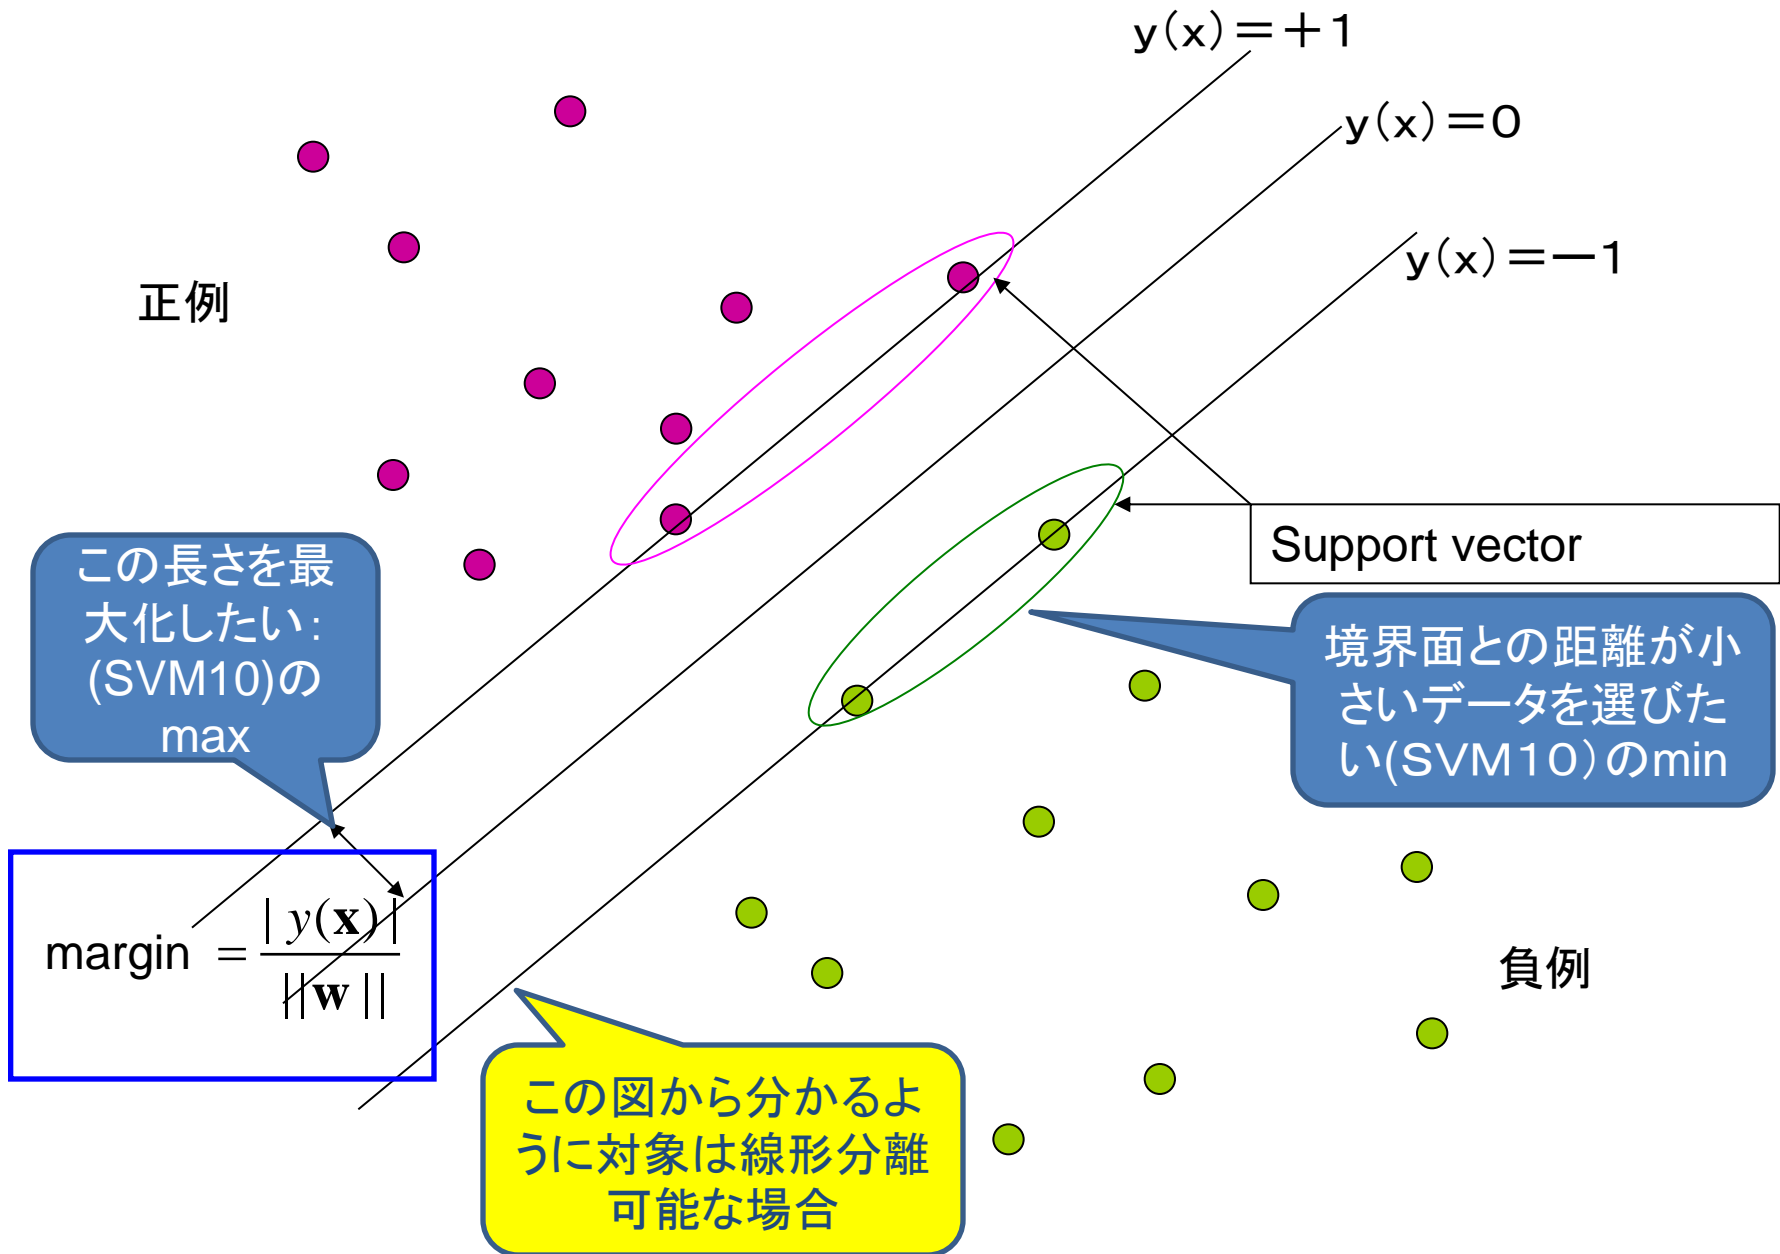 y(x)=+1
y(x)=0
y(x)=ー1
正例
Support vector
この長さを最
大化したい:
(SVM10)の
max
境界面との距離が小
さいデータを選びた
い(SVM10)のmin
margin = | y(x) | / || w ||
負例
この図から分かるよ
うに対象は線形分離
可能な場合